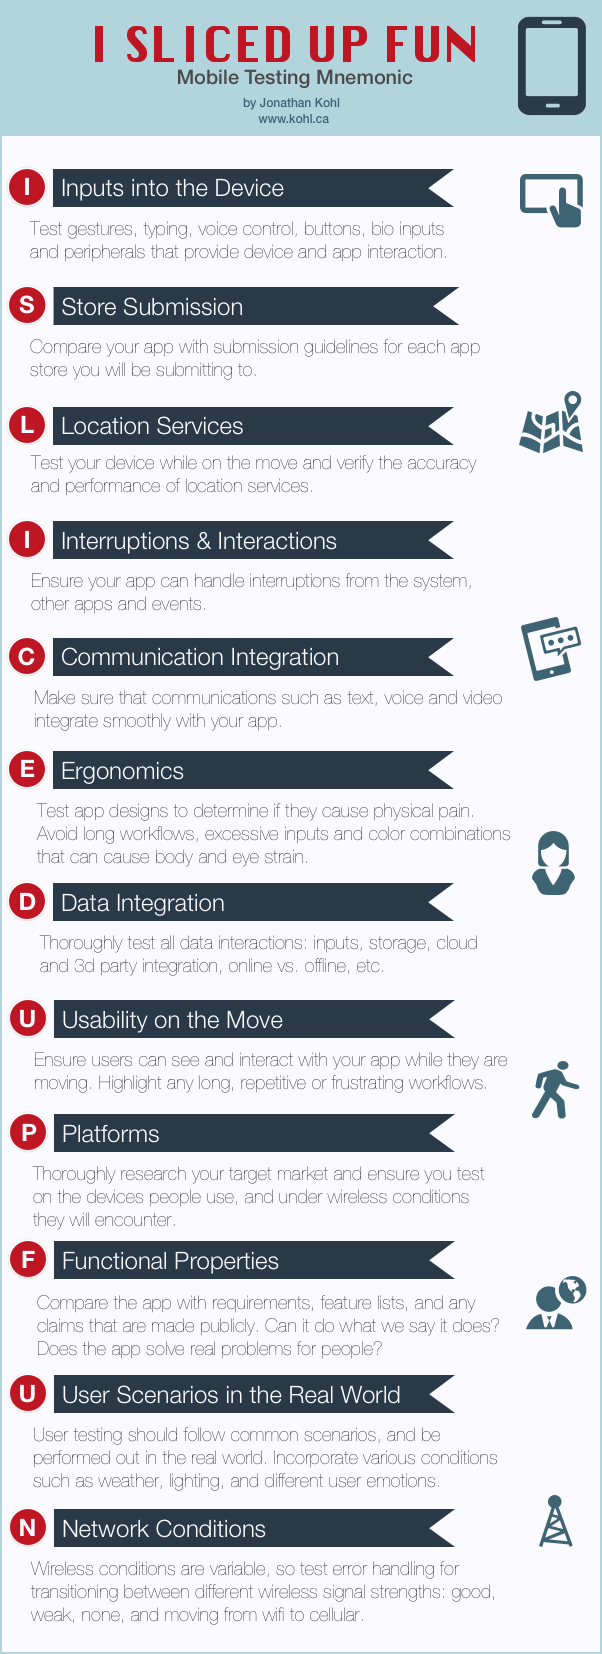 I SLICED UP FUN
Mobile Testing Mnemonic
by Jonathan Kohl
www.kohl.ca
I Inputs into the Device
Test gestures, typing, voice control, buttons, bio inputs
and peripherals that provide device and app interaction.
S Store Submission
Compare your app with submission guidelines for each app
store you will be submitting to.
L Location Services
Test your device while on the move and verify the accuracy
and performance of location services.
I Interruptions & Interactions
Ensure your app can handle interruptions from the system,
other apps and events.
C Communication Integration
Make sure that communications such as text, voice and video
integrate smoothly with your app.
E Ergonomics
Test app designs to determine if they cause physical pain.
Avoid long workflows, excessive inputs and color combinations
that can cause body and eye strain.
D Data Integration
Thoroughly test all data interactions: inputs, storage, cloud
and 3d party integration, online vs. offline, etc.
U Usability on the Move
Ensure users can see and interact with your app while they are
moving. Highlight any long, repetitive or frustrating workflows.
P Platforms
Thoroughly research your target market and ensure you test
on the devices people use, and under wireless conditions
they will encounter.
F Functional Properties
Compare the app with requirements, feature lists, and any
claims that are made publicly. Can it do what we say it does?
Does the app solve real problems for people?
U User Scenarios in the Real World
User testing should follow common scenarios, and be
performed out in the real world. Incorporate various conditions
such as weather, lighting, and different user emotions.
N Network Conditions
Wireless conditions are variable, so test error handling for
transitioning between different wireless signal strengths: good,
weak, none, and moving from wifi to cellular.